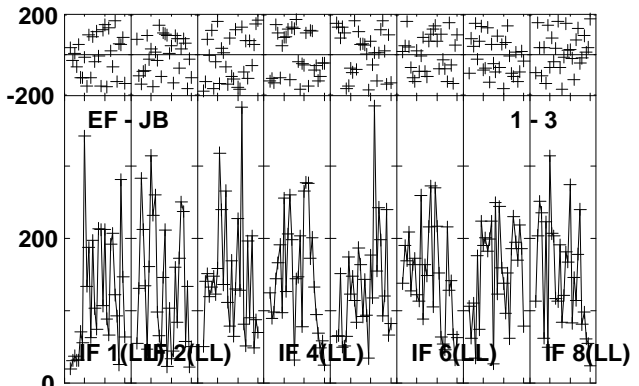 200
-200
EF - JB 1 - 3
200
IF 1(LL) IF 2(LL) IF 4(LL) IF 6(LL) IF 8(LL)
0